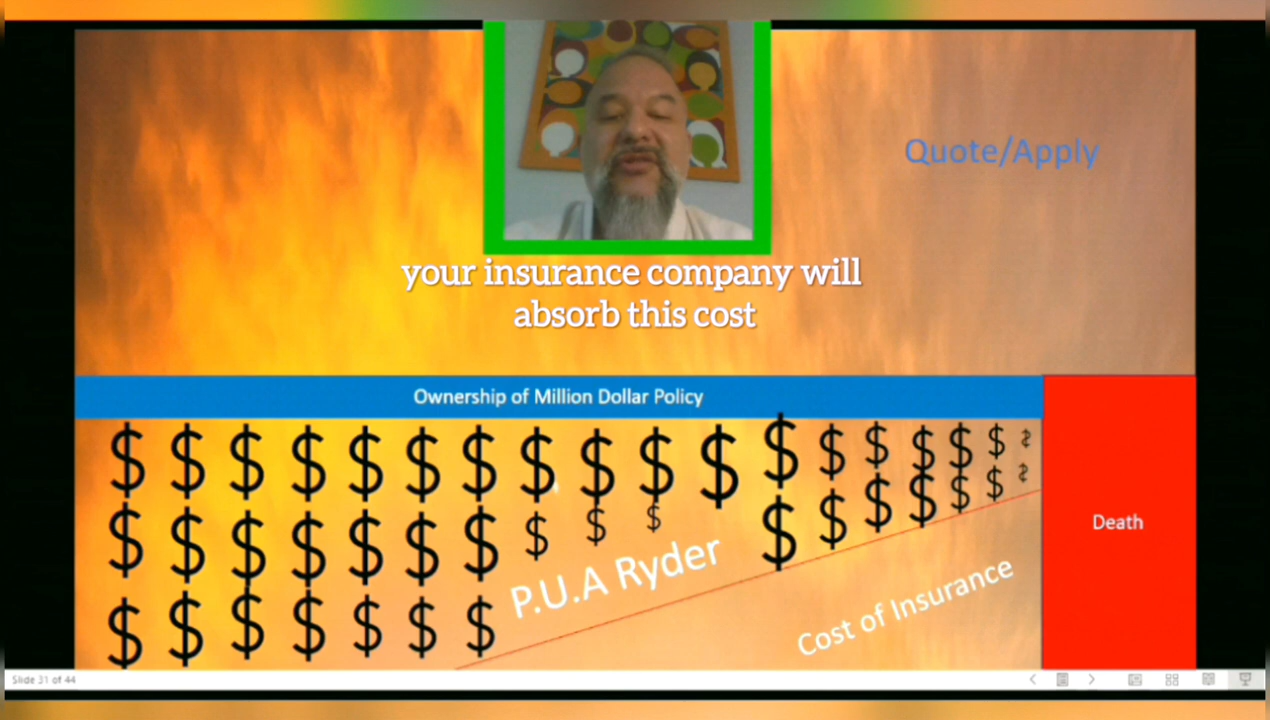 Quote/Apply
your insurance company will
absorb this cost
Ownership of Million Dollar Policy
$ $ $ $ $ $ $ $ $ $ $ $ $ $ $ $ $ $
$ $ $ $ $ $ $ $ $ $ $ $ $ $ $ $ $
$ $ $ $ $ $ $
P.U.A Ryder
Cost of Insurance
Death
Slide 31 of 44